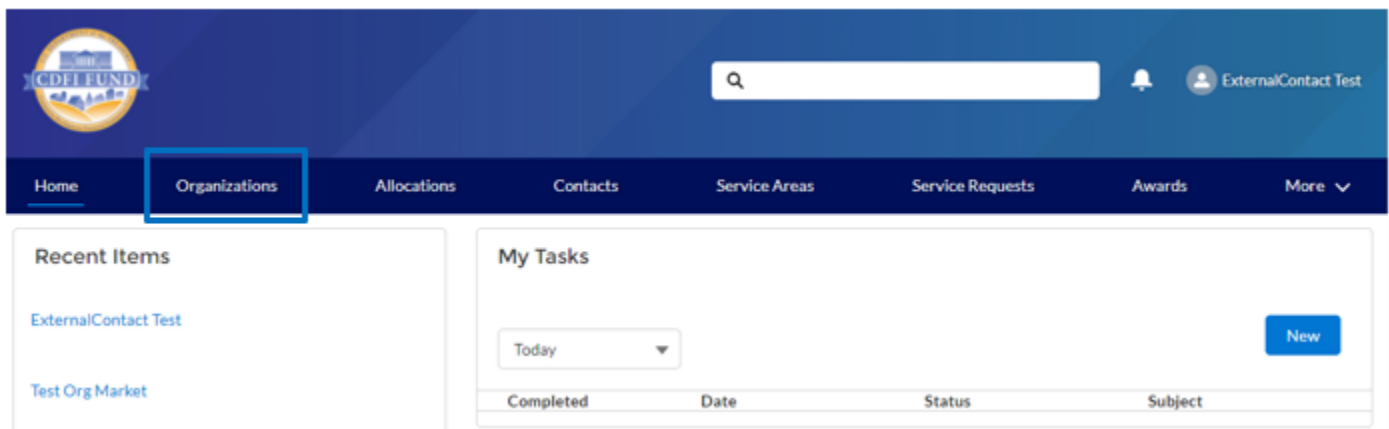 CDFI FUND
ExternalContact Test
Home Organizations Allocations Contacts Service Areas Service Requests Awards More
Recent Items
ExternalContact Test
Test Org Market
My Tasks
Today
New
Completed Date Status Subject